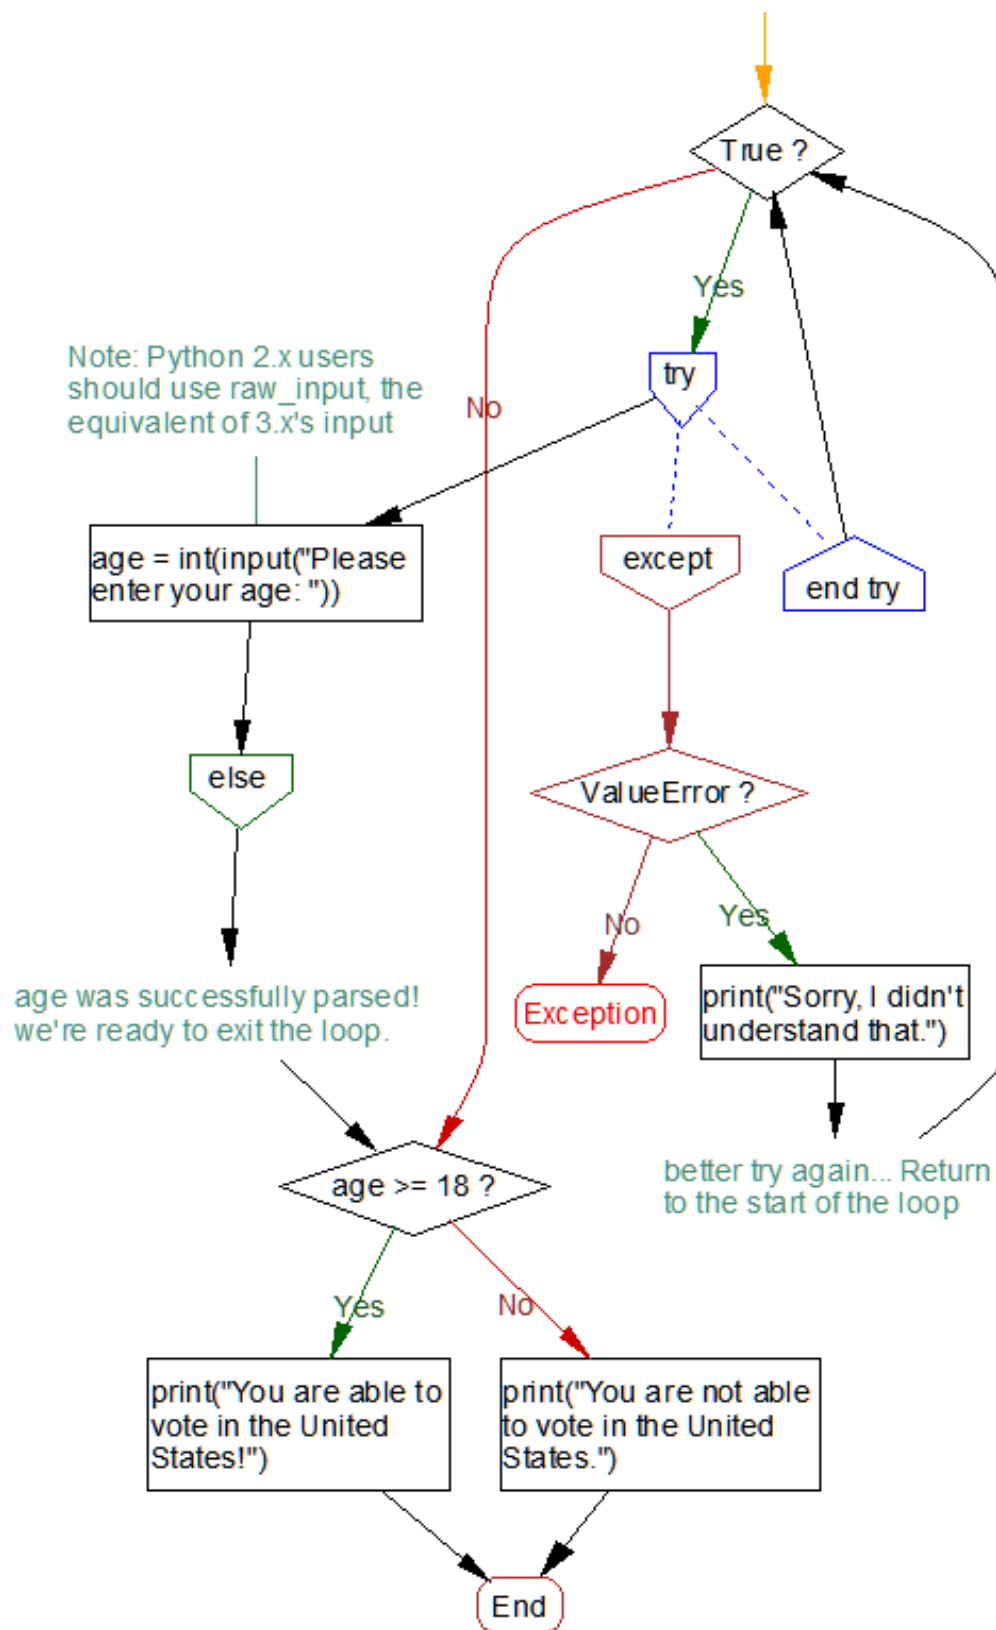 True ?
Yes
try
Note: Python 2.x users
should use raw_input, the
equivalent of 3.x's input
No
age = int(input("Please
enter your age: "))
except
end try
else
ValueError ?
No
Yes
age was successfully parsed!
we're ready to exit the loop.
Exception
print("Sorry, I didn't
understand that.")
age >= 18 ?
better try again... Return
to the start of the loop
Yes
No
print("You are able to
vote in the United
States!")
print("You are not able
to vote in the United
States.")
End